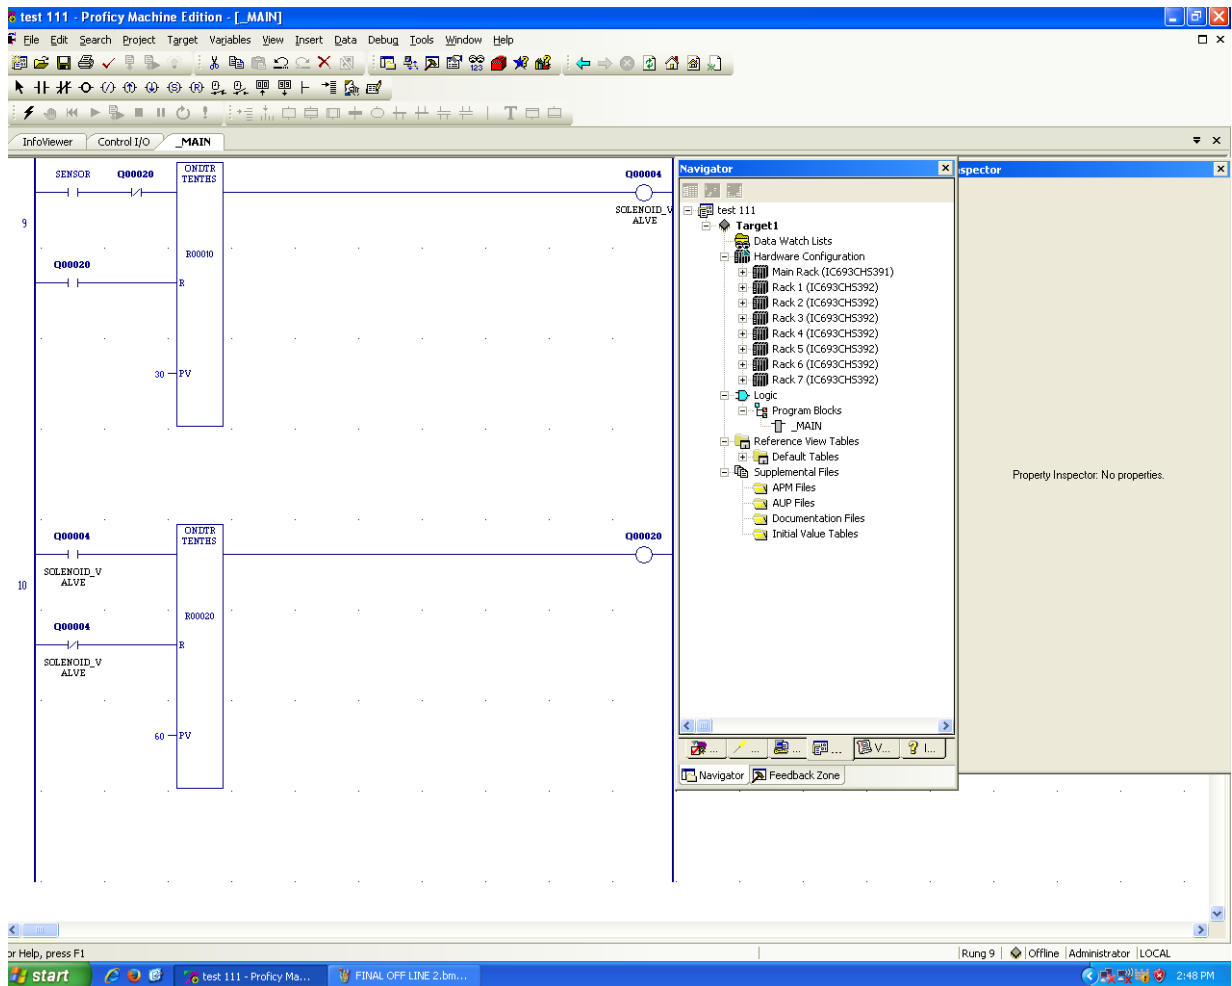 test 111 - Proficy Machine Edition - [_MAIN]
File Edit Search Project Target Variables View Insert Data Debug Tools Window Help
InfoViewer Control I/O _MAIN
9
SENSOR Q00020
ONDTR
TENTHS
Q00004
SOLENOID_V
ALVE
R00010
Q00020
R
30 PV
10
Q00004
SOLENOID_V
ALVE
ONDTR
TENTHS
Q00020
R00020
Q00004
R
SOLENOID_V
ALVE
60 PV
Navigator
test 111
Target1
Data Watch Lists
Hardware Configuration
Main Rack (IC693CHS391)
Rack 1 (IC693CHS392)
Rack 2 (IC693CHS392)
Rack 3 (IC693CHS392)
Rack 4 (IC693CHS392)
Rack 5 (IC693CHS392)
Rack 6 (IC693CHS392)
Rack 7 (IC693CHS392)
Logic
Program Blocks
_MAIN
Reference View Tables
Default Tables
Supplemental Files
APM Files
AUP Files
Documentation Files
Initial Value Tables
... ... ... ... V... I...
Navigator Feedback Zone
spector
Property Inspector: No properties.
or Help, press F1
Rung 9 Offline Administrator LOCAL
start test 111 - Proficy Ma... FINAL OFF LINE 2.bm... 2:48 PM